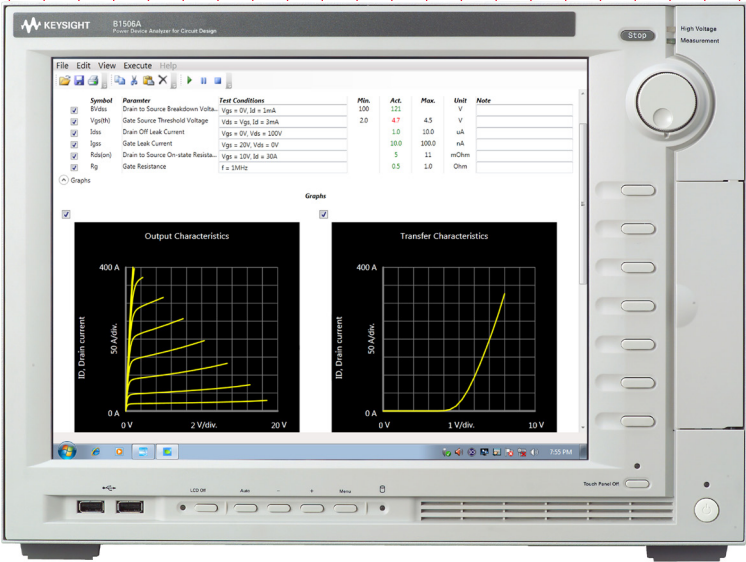 KEYSIGHT B1506A
Power Device Analyzer for Circuit Design
Stop
High Voltage
Measurement
File Edit View Execute Help
Symbol Paramter Test Conditions Min. Act. Max. Unit Note
BVdss Drain to Source Breakdown Volta... Vgs = 0V, Id = 1mA 100 121 V
Vgs(th) Gate Source Threshold Voltage Vds = Vgs, Id = 3mA 2.0 4.7 4.5 V
Idss Drain Off Leak Current Vgs = 0V, Vds = 100V 1.0 10.0 uA
Igss Gate Leak Current Vgs = 20V, Vds = 0V 10.0 100.0 nA
Rds(on) Drain to Source On-state Resista... Vgs = 10V, Id = 30A 5 11 mOhm
Rg Gate Resistance f = 1MHz 0.5 1.0 Ohm
Graphs
Graphs
Output Characteristics
400 A
ID, Drain current
50 A/div.
0 A
0 V 2 V/div. 20 V
Transfer Characteristics
400 A
ID, Drain current
50 A/div.
0 A
0 V 1 V/div. 10 V
7:55 PM
Touch Panel Off
LCD Off Auto - + Menu